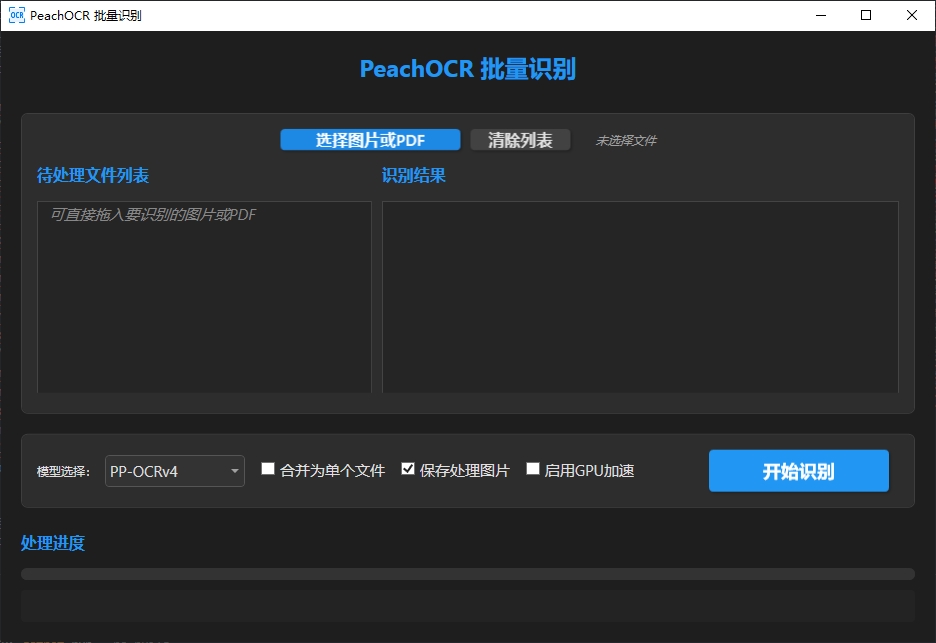 PeachOCR 批量识别
PeachOCR 批量识别
选择图片或PDF 清除列表 未选择文件
待处理文件列表 识别结果
可直接拖入要识别的图片或PDF
模型选择: PP-OCRv4 合并为单个文件 保存处理图片 启用GPU加速 开始识别
处理进度